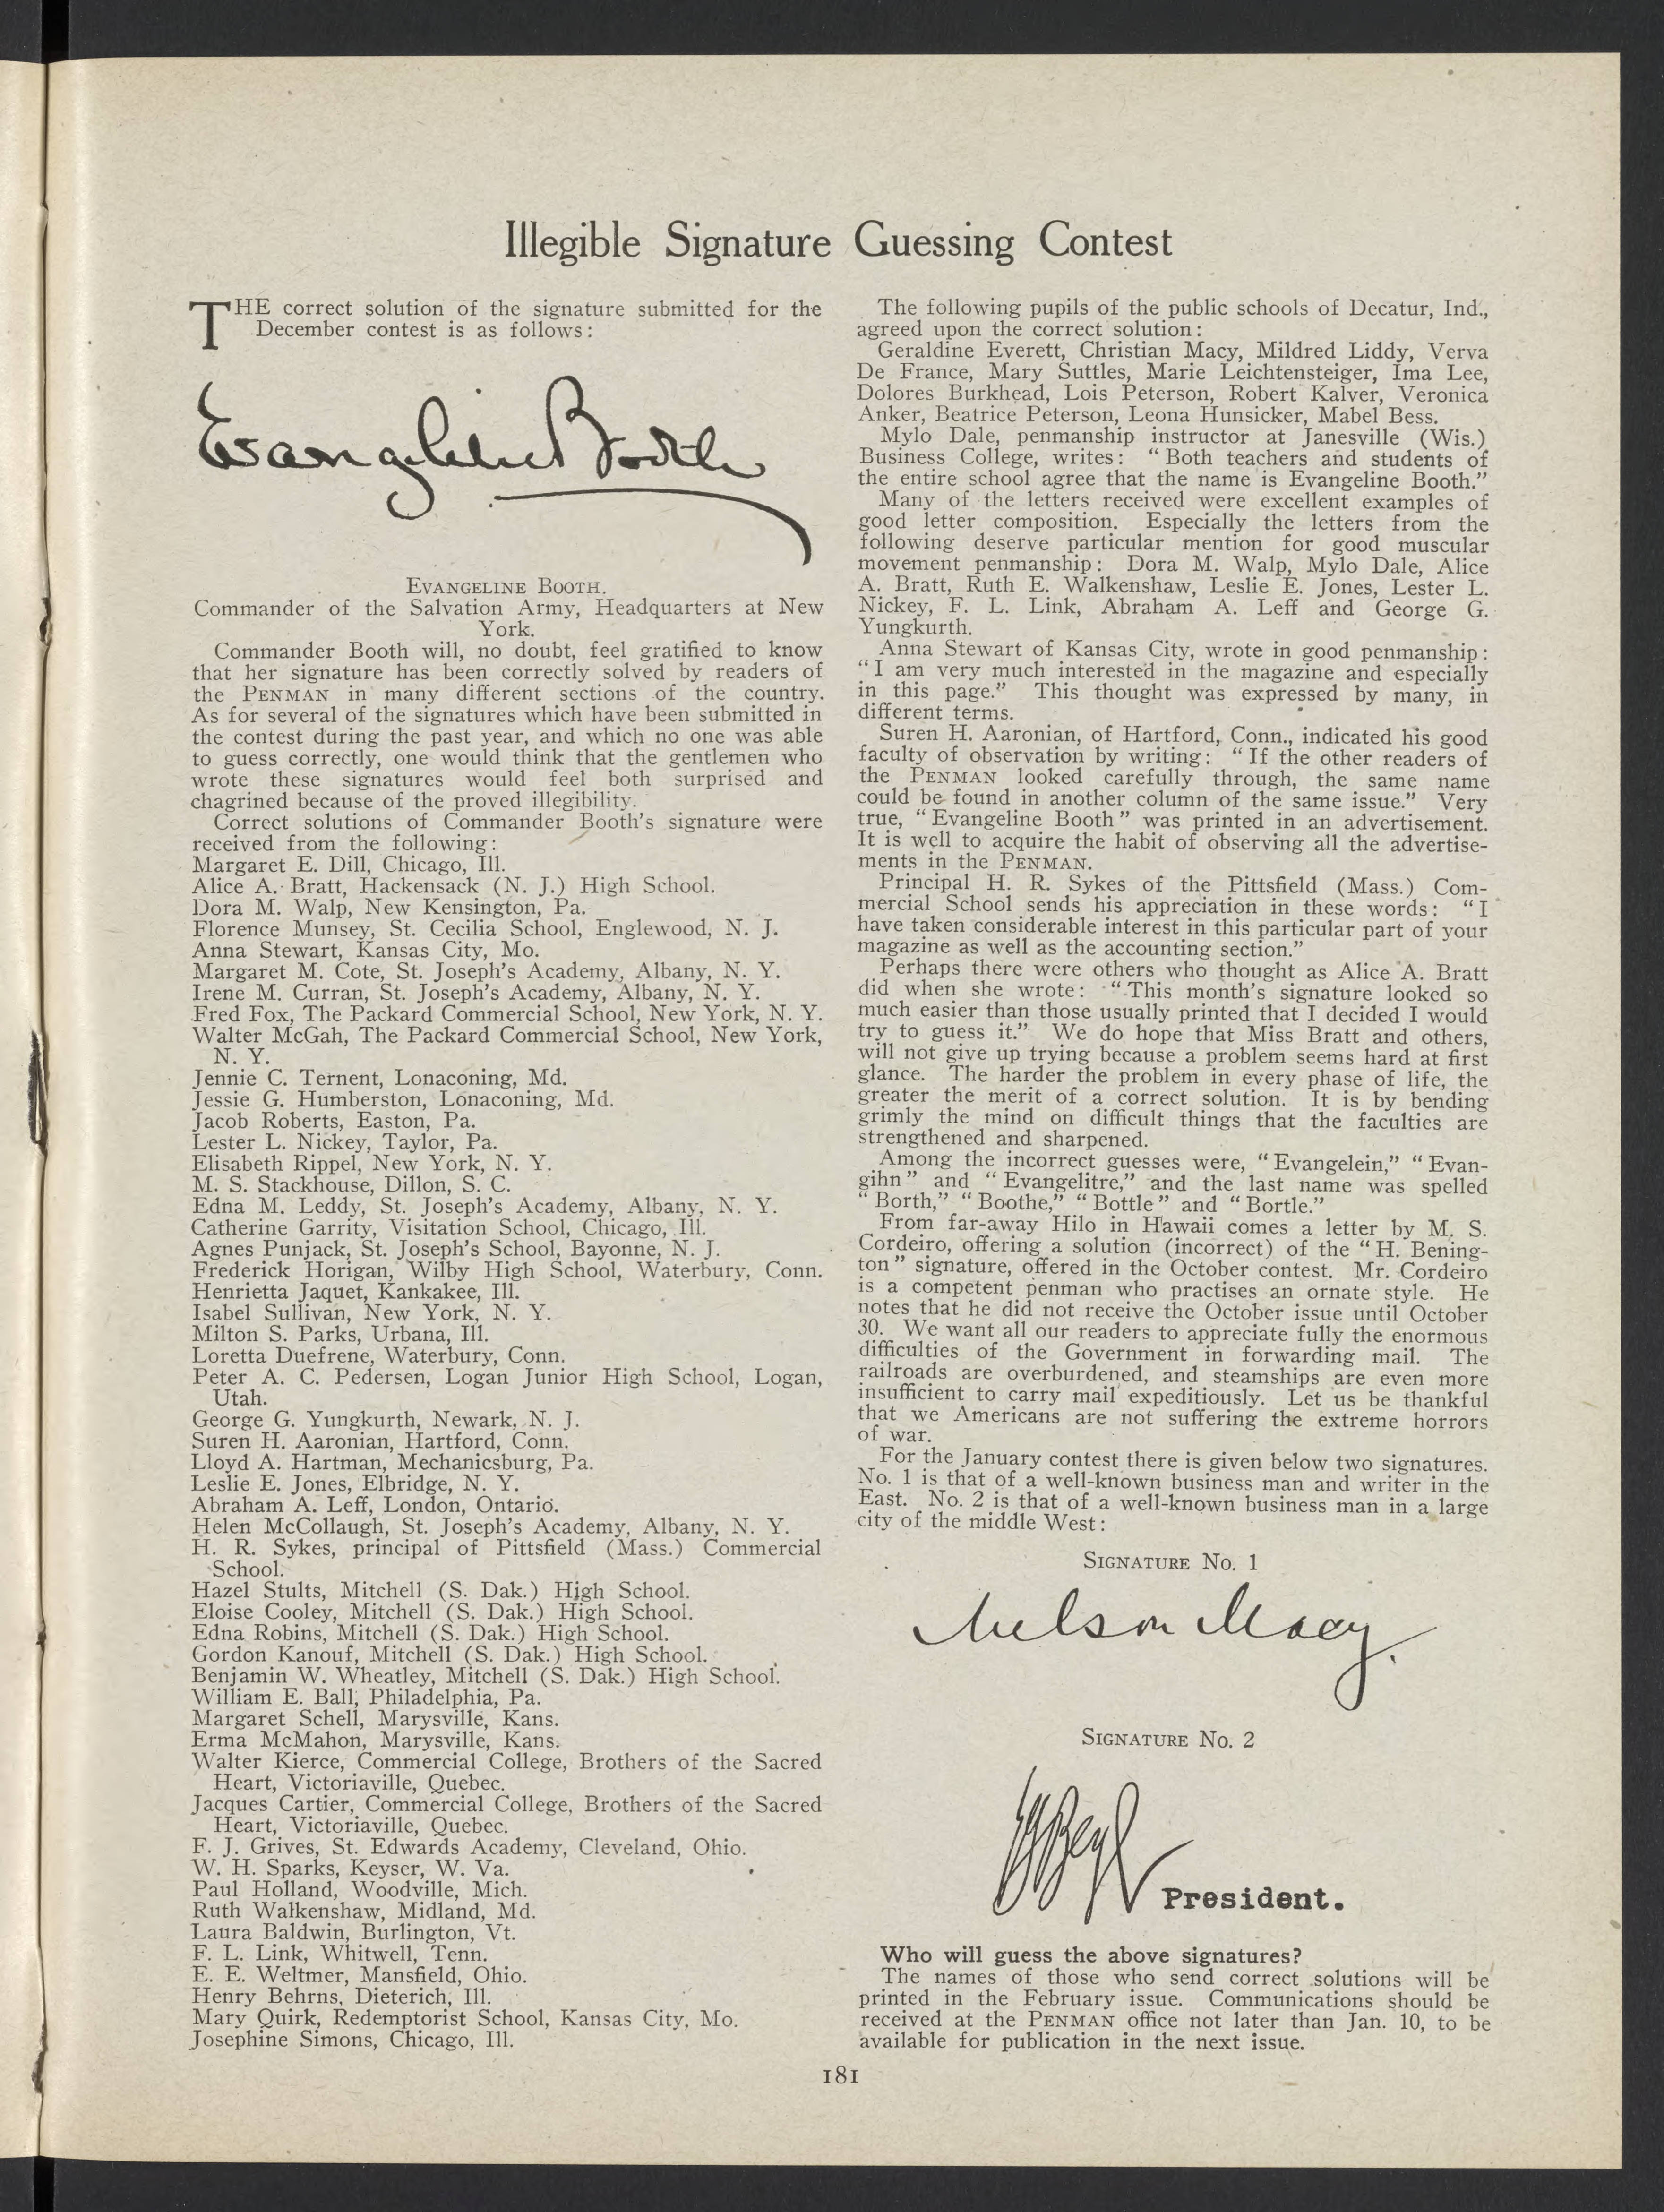 Illegible Signature Guessing Contest
THE correct solution of the signature submitted for the
December contest is as follows:
Evangeline Booth
EVANGELINE BOOTH.
Commander of the Salvation Army, Headquarters at New
York.
Commander Booth will, no doubt, feel gratified to know
that her signature has been correctly solved by readers of
the PENMAN in many different sections of the country.
As for several of the signatures which have been submitted in
the contest during the past year, and which no one was able
to guess correctly, one would think that the gentlemen who
wrote these signatures would feel both surprised and
chagrined because of the proved illegibility.
Correct solutions of Commander Booth's signature were
received from the following:
Margaret E. Dill, Chicago, Ill.
Alice A. Bratt, Hackensack (N. J.) High School.
Dora M. Walp, New Kensington, Pa.
Florence Munsey, St. Cecilia School, Englewood, N. J.
Anna Stewart, Kansas City, Mo.
Margaret M. Cote, St. Joseph's Academy, Albany, N. Y.
Irene M. Curran, St. Joseph's Academy, Albany, N. Y.
Fred Fox, The Packard Commercial School, New York, N. Y.
Walter McGah, The Packard Commercial School, New York,
N. Y.
Jennie C. Ternent, Lonaconing, Md.
Jessie G. Humberston, Lonaconing, Md.
Jacob Roberts, Easton, Pa.
Lester L. Nickey, Taylor, Pa.
Elisabeth Rippel, New York, N. Y.
M. S. Stackhouse, Dillon, S. C.
Edna M. Leddy, St. Joseph's Academy, Albany, N. Y.
Catherine Garrity, Visitation School, Chicago, Ill.
Agnes Punjack, St. Joseph's School, Bayonne, N. J.
Frederick Horigan, Wilby High School, Waterbury, Conn.
Henrietta Jaquet, Kankakee, Ill.
Isabel Sullivan, New York, N. Y.
Milton S. Parks, Urbana, Ill.
Loretta Duefrene, Waterbury, Conn.
Peter A. C. Pedersen, Logan Junior High School, Logan,
Utah.
George G. Yungkurth, Newark, N. J.
Suren H. Aaronian, Hartford, Conn.
Lloyd A. Hartman, Mechanicsburg, Pa.
Leslie E. Jones, Elbridge, N. Y.
Abraham A. Leff, London, Ontario.
Helen McCollaugh, St. Joseph's Academy, Albany, N. Y.
H. R. Sykes, principal of Pittsfield (Mass.) Commercial
School.
Hazel Stults, Mitchell (S. Dak.) High School.
Eloise Cooley, Mitchell (S. Dak.) High School.
Edna Robins, Mitchell (S. Dak.) High School.
Gordon Kanouf, Mitchell (S. Dak.) High School.
Benjamin W. Wheatley, Mitchell (S. Dak.) High School.
William E. Ball, Philadelphia, Pa.
Margaret Schell, Marysville, Kans.
Erma McMahon, Marysville, Kans.
Walter Kierce, Commercial College, Brothers of the Sacred
Heart, Victoriaville, Quebec.
Jacques Cartier, Commercial College, Brothers of the Sacred
Heart, Victoriaville, Quebec.
F. J. Grives, St. Edwards Academy, Cleveland, Ohio.
W. H. Sparks, Keyser, W. Va.
Paul Holland, Woodville, Mich.
Ruth Walkenshaw, Midland, Md.
Laura Baldwin, Burlington, Vt.
F. L. Link, Whitwell, Tenn.
E. E. Weltmer, Mansfield, Ohio.
Henry Behrns, Dieterich, Ill.
Mary Quirk, Redemptorist School, Kansas City, Mo.
Josephine Simons, Chicago, Ill.
The following pupils of the public schools of Decatur, Ind.,
agreed upon the correct solution:
Geraldine Everett, Christian Macy, Mildred Liddy, Verva
De France, Mary Suttles, Marie Leichtensteiger, Ima Lee,
Dolores Burkhead, Lois Peterson, Robert Kalver, Veronica
Anker, Beatrice Peterson, Leona Hunsicker, Mabel Bess.
Mylo Dale, penmanship instructor at Janesville (Wis.)
Business College, writes: "Both teachers and students of
the entire school agree that the name is Evangeline Booth."
Many of the letters received were excellent examples of
good letter composition. Especially the letters from the
following deserve particular mention for good muscular
movement penmanship: Dora M. Walp, Mylo Dale, Alice
A. Bratt, Ruth E. Walkenshaw, Leslie E. Jones, Lester L.
Nickey, F. L. Link, Abraham A. Leff and George G.
Yungkurth.
Anna Stewart of Kansas City, wrote in good penmanship:
"I am very much interested in the magazine and especially
in this page." This thought was expressed by many, in
different terms.
Suren H. Aaronian, of Hartford, Conn., indicated his good
faculty of observation by writing: "If the other readers of
the PENMAN looked carefully through, the same name
could be found in another column of the same issue." Very
true, "Evangeline Booth" was printed in an advertisement.
It is well to acquire the habit of observing all the advertise-
ments in the PENMAN.
Principal H. R. Sykes of the Pittsfield (Mass.) Com-
mercial School sends his appreciation in these words: "I
have taken considerable interest in this particular part of your
magazine as well as the accounting section."
Perhaps there were others who thought as Alice A. Bratt
did when she wrote: "This month's signature looked so
much easier than those usually printed that I decided I would
try to guess it." We do hope that Miss Bratt and others,
will not give up trying because a problem seems hard at first
glance. The harder the problem in every phase of life, the
greater the merit of a correct solution. It is by bending
grimly the mind on difficult things that the faculties are
strengthened and sharpened.
Among the incorrect guesses were, "Evangelein," "Evan-
gihn" and "Evangelitre," and the last name was spelled
"Borth," "Boothe," "Bottle" and "Bortle."
From far-away Hilo in Hawaii comes a letter by M. S.
Cordeiro, offering a solution (incorrect) of the "H. Bening-
ton" signature, offered in the October contest. Mr. Cordeiro
is a competent penman who practises an ornate style. He
notes that he did not receive the October issue until October
30. We want all our readers to appreciate fully the enormous
difficulties of the Government in forwarding mail. The
railroads are overburdened, and steamships are even more
insufficient to carry mail expeditiously. Let us be thankful
that we Americans are not suffering the extreme horrors
of war.
For the January contest there is given below two signatures.
No. 1 is that of a well-known business man and writer in the
East. No. 2 is that of a well-known business man in a large
city of the middle West:
SIGNATURE No. 1
Nelson Macy.
SIGNATURE No. 2
President.
Who will guess the above signatures?
The names of those who send correct solutions will be
printed in the February issue. Communications should be
received at the PENMAN office not later than Jan. 10, to be
available for publication in the next issue.
181